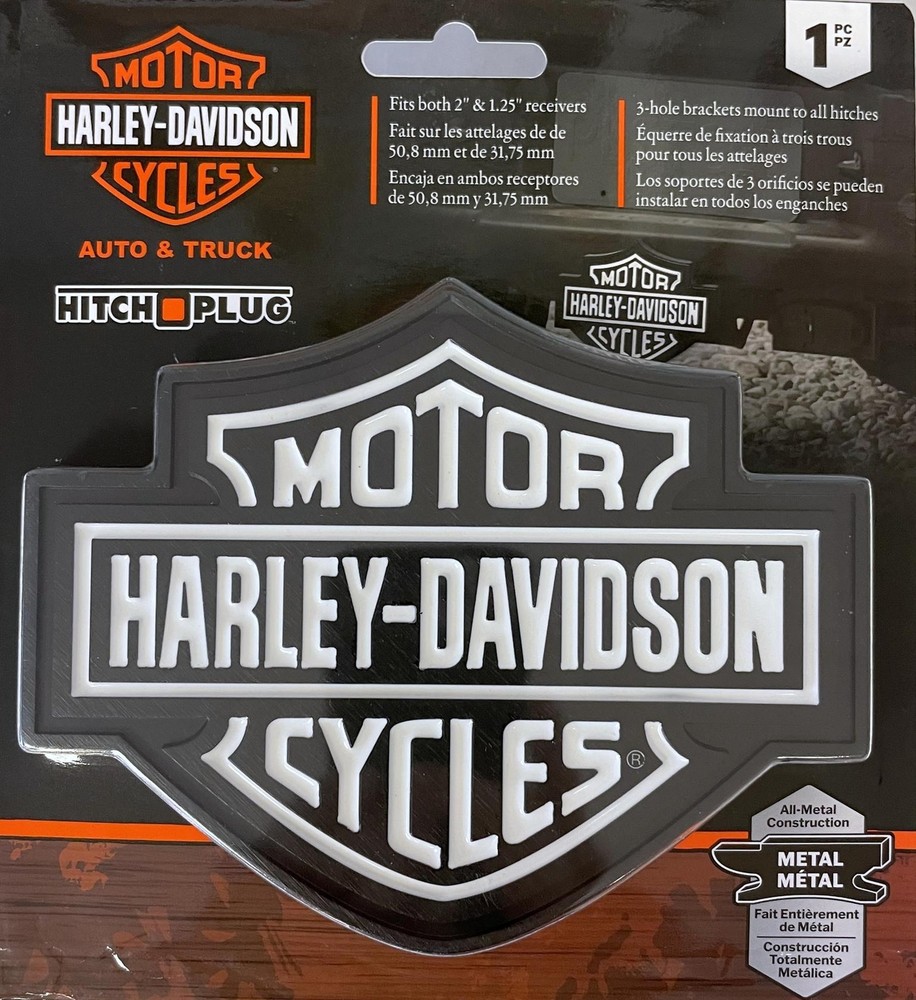 MOTOR
HARLEY-DAVIDSON
CYCLES
AUTO & TRUCK
HITCH PLUG
Fits both 2" & 1.25" receivers
Fait sur les attelages de de
50,8 mm et de 31,75 mm
Encaja en ambos receptores
de 50,8 mm y 31,75 mm
3-hole brackets mount to all hitches
Équerre de fixation à trois trous
pour tous les attelages
Los soportes de 3 orificios se pueden
instalar en todos los enganches
1 PC
PZ
MOTOR
HARLEY-DAVIDSON
CYCLES
MOTOR
HARLEY-DAVIDSON
CYCLES®
All-Metal
Construction
METAL
MÉTAL
Fait Entièrement
de Métal
Construcción
Totalmente
Metálica